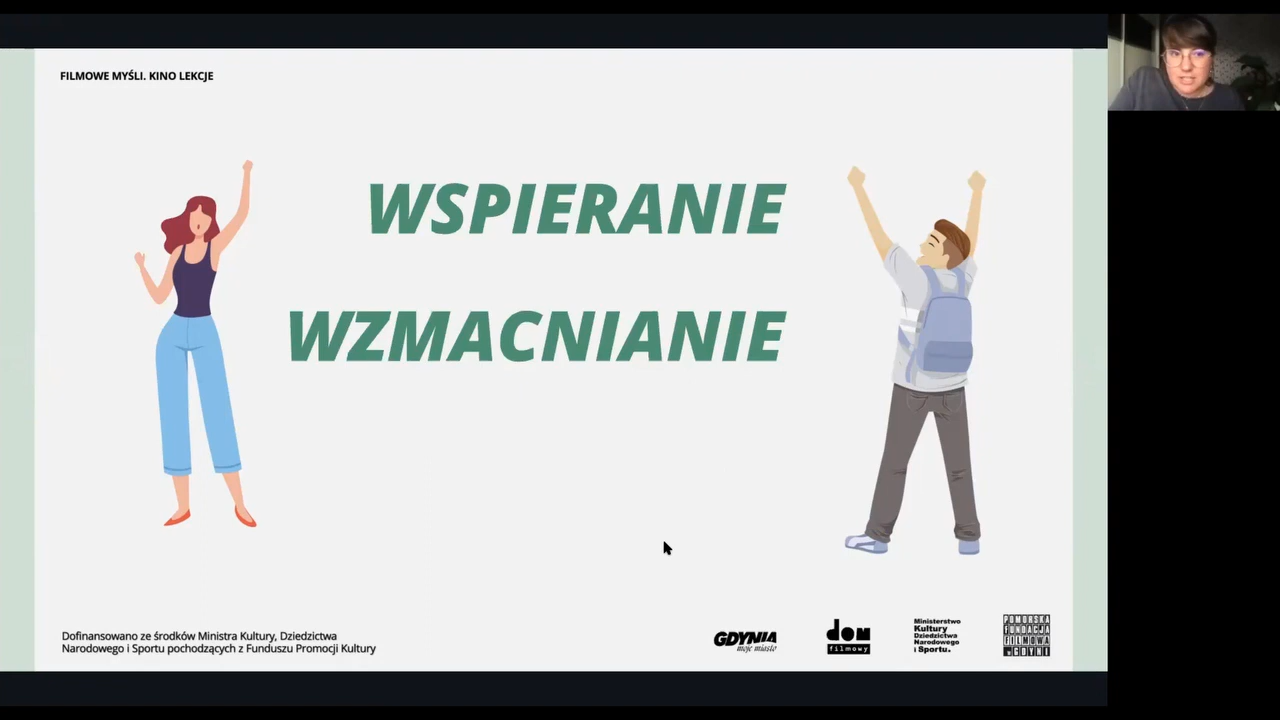 FILMOWE MYŚLI. KINO LEKCJE
WSPIERANIE
WZMACNIANIE
Dofinansowano ze środków Ministra Kultury, Dziedzictwa
Narodowego i Sportu pochodzących z Funduszu Promocji Kultury
GDYNIA
moje miasto
dom
filmowy
Ministerstwo
Kultury
Dziedzictwa
Narodowego
i Sportu.
POMORSKA
FUNDACJA
FILMOWA
w GDYNI